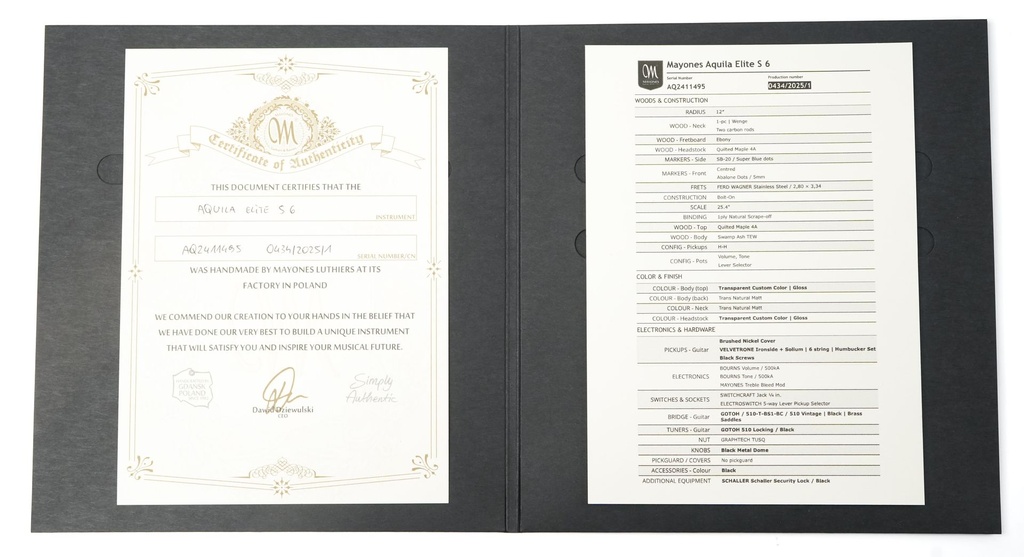 Certificate of Authenticity
THIS DOCUMENT CERTIFIES THAT THE
AQUILA ELITE S 6
INSTRUMENT
AQ2411495 0434/2025/1
SERIAL NUMBER/CN
WAS HANDMADE BY MAYONES LUTHIERS AT ITS
FACTORY IN POLAND
WE COMMEND OUR CREATION TO YOUR HANDS IN THE BELIEF THAT
WE HAVE DONE OUR VERY BEST TO BUILD A UNIQUE INSTRUMENT
THAT WILL SATISFY YOU AND INSPIRE YOUR MUSICAL FUTURE.
GDAŃSK
POLAND
Dawid Dziewulski
CEO
Simply
Authentic
Mayones Aquila Elite S 6
Serial Number Production number
AQ2411495 0434/2025/1
WOODS & CONSTRUCTION
RADIUS 12"
WOOD - Neck 1-pc | Wenge
Two carbon rods
WOOD - Fretboard Ebony
WOOD - Headstock Quilted Maple 4A
MARKERS - Side SB-20 / Super Blue dots
MARKERS - Front Centred
Abalone Dots / 5mm
FRETS FERD WAGNER Stainless Steel / 2,80 × 3,34
CONSTRUCTION Bolt-On
SCALE 25.4"
BINDING 1ply Natural Scrape-off
WOOD - Top Quilted Maple 4A
WOOD - Body Swamp Ash TEW
CONFIG - Pickups H-H
CONFIG - Pots Volume, Tone
Lever Selector
COLOR & FINISH
COLOUR - Body (top) Transparent Custom Color | Gloss
COLOUR - Body (back) Trans Natural Matt
COLOUR - Neck Trans Natural Matt
COLOUR - Headstock Transparent Custom Color | Gloss
ELECTRONICS & HARDWARE
PICKUPS - Guitar Brushed Nickel Cover
VELVETRONE Ironside + Solium | 6 string | Humbucker Set
Black Screws
ELECTRONICS BOURNS Volume / 500kA
BOURNS Tone / 500kA
MAYONES Treble Bleed Mod
SWITCHES & SOCKETS SWITCHCRAFT Jack ¼ in.
ELECTROSWITCH 5-way Lever Pickup Selector
BRIDGE - Guitar GOTOH / 510-T-BS1-BC / 510 Vintage | Black | Brass
Saddles
TUNERS - Guitar GOTOH 510 Locking / Black
NUT GRAPHTECH TUSQ
KNOBS Black Metal Dome
PICKGUARD / COVERS No pickguard
ACCESSORIES - Colour Black
ADDITIONAL EQUIPMENT SCHALLER Schaller Security Lock / Black